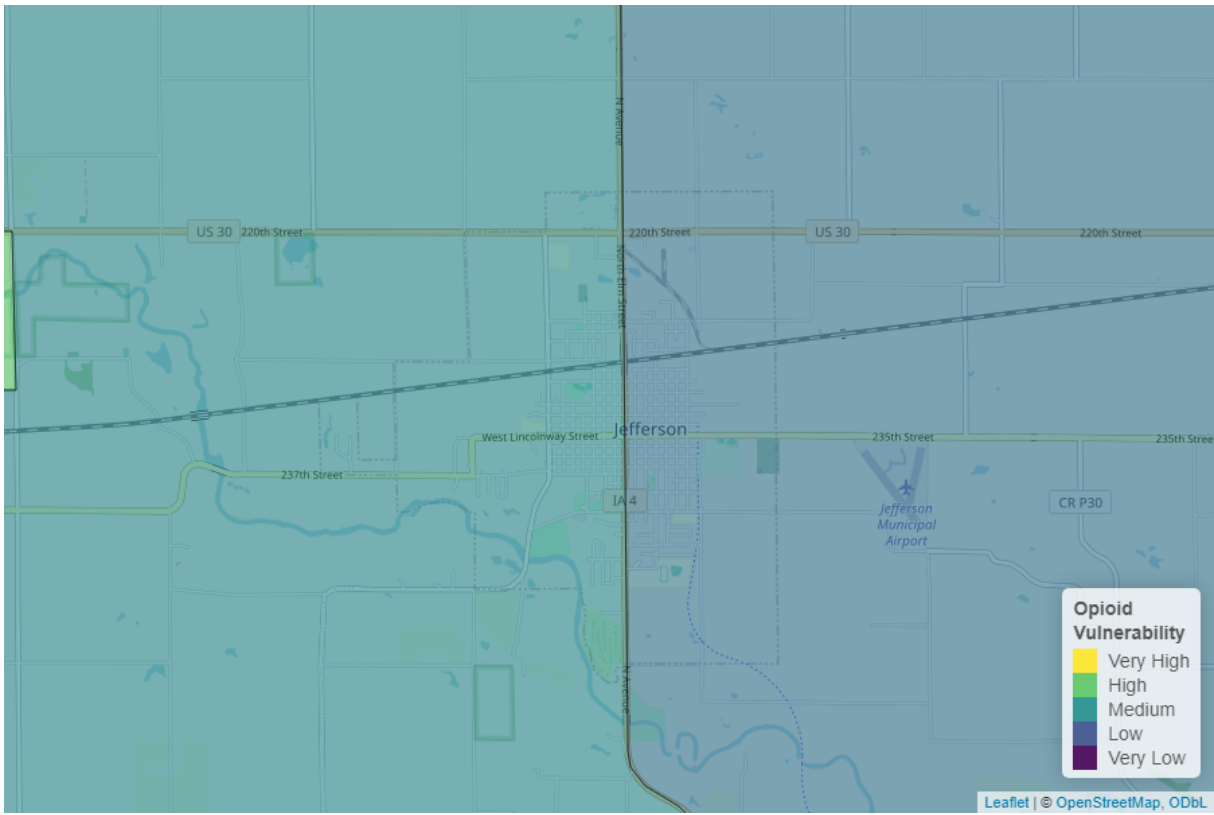 N Avenue
US 30
220th Street
220th Street
US 30
220th Street
North Elm Street
Jefferson
West Lincolnway Street
235th Street
235th Stree
237th Street
IA 4
CR P30
Jefferson
Municipal
Airport
N Avenue
Opioid
Vulnerability
Very High
High
Medium
Low
Very Low
Leaflet | © OpenStreetMap, ODbL